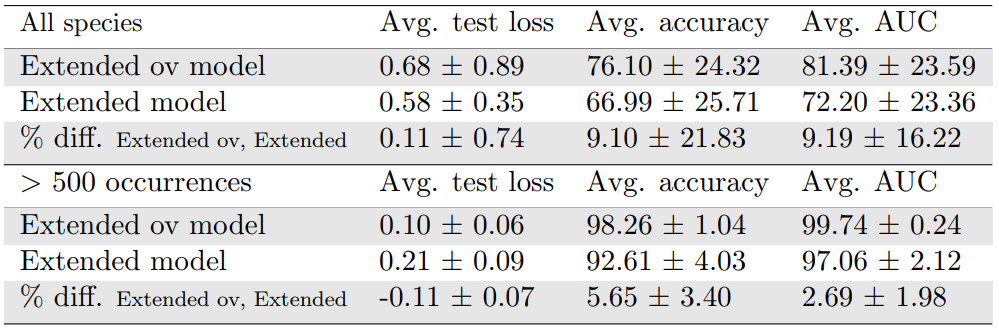 All species Avg. test loss Avg. accuracy Avg. AUC
Extended ov model 0.68 ± 0.89 76.10 ± 24.32 81.39 ± 23.59
Extended model 0.58 ± 0.35 66.99 ± 25.71 72.20 ± 23.36
% diff. Extended ov, Extended 0.11 ± 0.74 9.10 ± 21.83 9.19 ± 16.22
> 500 occurrences Avg. test loss Avg. accuracy Avg. AUC
Extended ov model 0.10 ± 0.06 98.26 ± 1.04 99.74 ± 0.24
Extended model 0.21 ± 0.09 92.61 ± 4.03 97.06 ± 2.12
% diff. Extended ov, Extended -0.11 ± 0.07 5.65 ± 3.40 2.69 ± 1.98